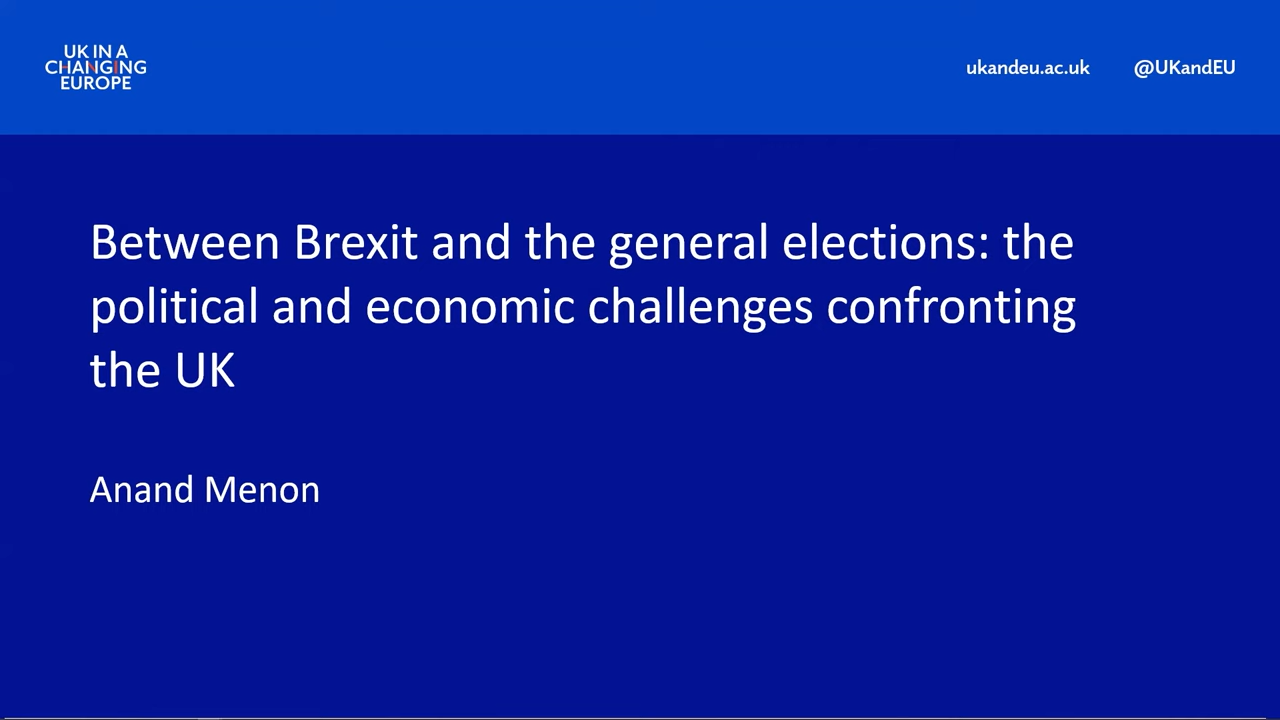 UK IN A
CHANGING
EUROPE
ukandeu.ac.uk
@UKandEU
Between Brexit and the general elections: the
political and economic challenges confronting
the UK
Anand Menon